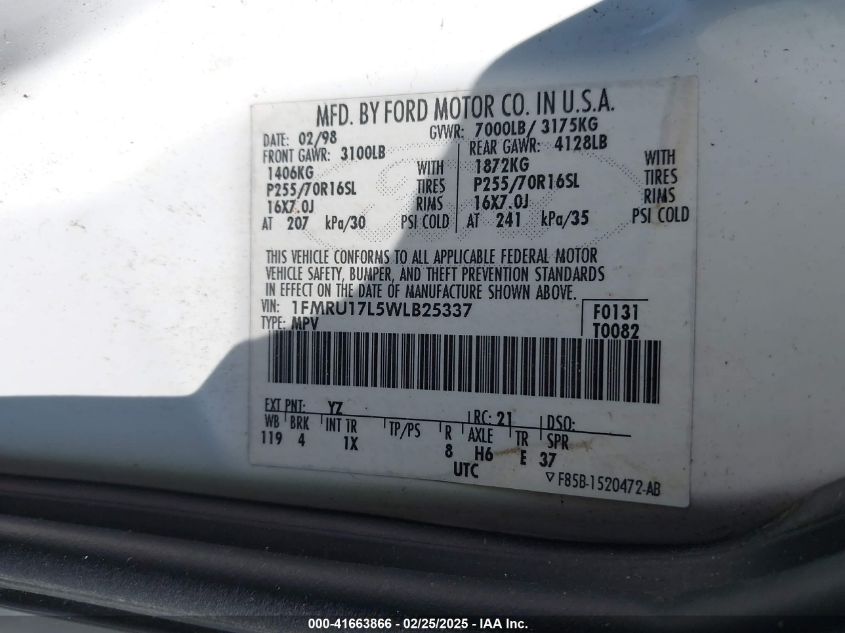 MFD. BY FORD MOTOR CO. IN U.S.A.
DATE: 02/98 GVWR: 7000LB/ 3175KG
FRONT GAWR: 3100LB REAR GAWR: 4128LB
1406KG WITH 1872KG WITH
P255/70R16SL TIRES P255/70R16SL TIRES
16X7.0J RIMS 16X7.0J RIMS
AT 207 kPa/30 PSI COLD AT 241 kPa/35 PSI COLD
THIS VEHICLE CONFORMS TO ALL APPLICABLE FEDERAL MOTOR
VEHICLE SAFETY, BUMPER, AND THEFT PREVENTION STANDARDS
IN EFFECT ON THE DATE OF MANUFACTURE SHOWN ABOVE.
VIN: 1FMRU17L5WLB25337 F0131
TYPE: MPV T0082
EXT PNT: YZ RC: 21 DSO:
WB BRK INT TR TP/PS R AXLE TR SPR
119 4 1X 8 H6 E 37
UTC
▽ F85B-1520472-AB
000-41663866 - 02/25/2025 - IAA Inc.